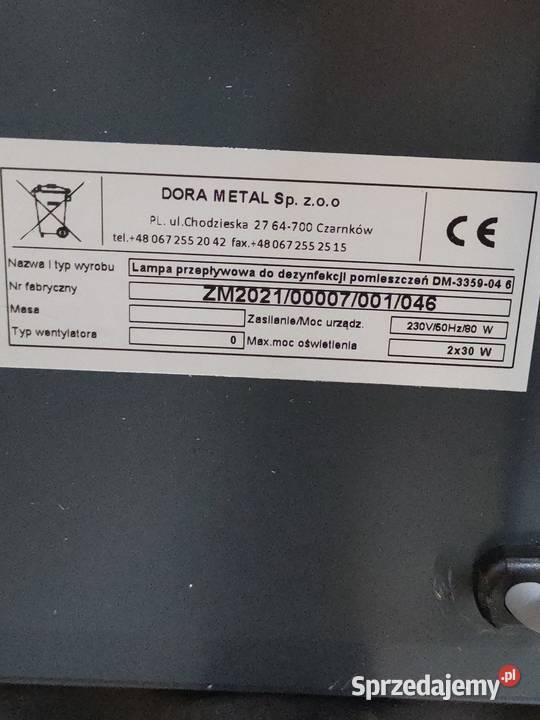 DORA METAL Sp. z.o.o
PL. ul.Chodzieska 27 64-700 Czarnków
tel.+48 067 255 20 42 fax.+48 067 255 25 15
CE
Nazwa i typ wyrobu Lampa przepływowa do dezynfekcji pomieszczeń DM-3359-04 6
Nr fabryczny ZM2021/00007/001/046
Masa Zasilanie/Moc urządz. 230V/50Hz/80 W
Typ wentylatora 0 Max.moc oświetlenia 2x30 W
Sprzedajemy.pl